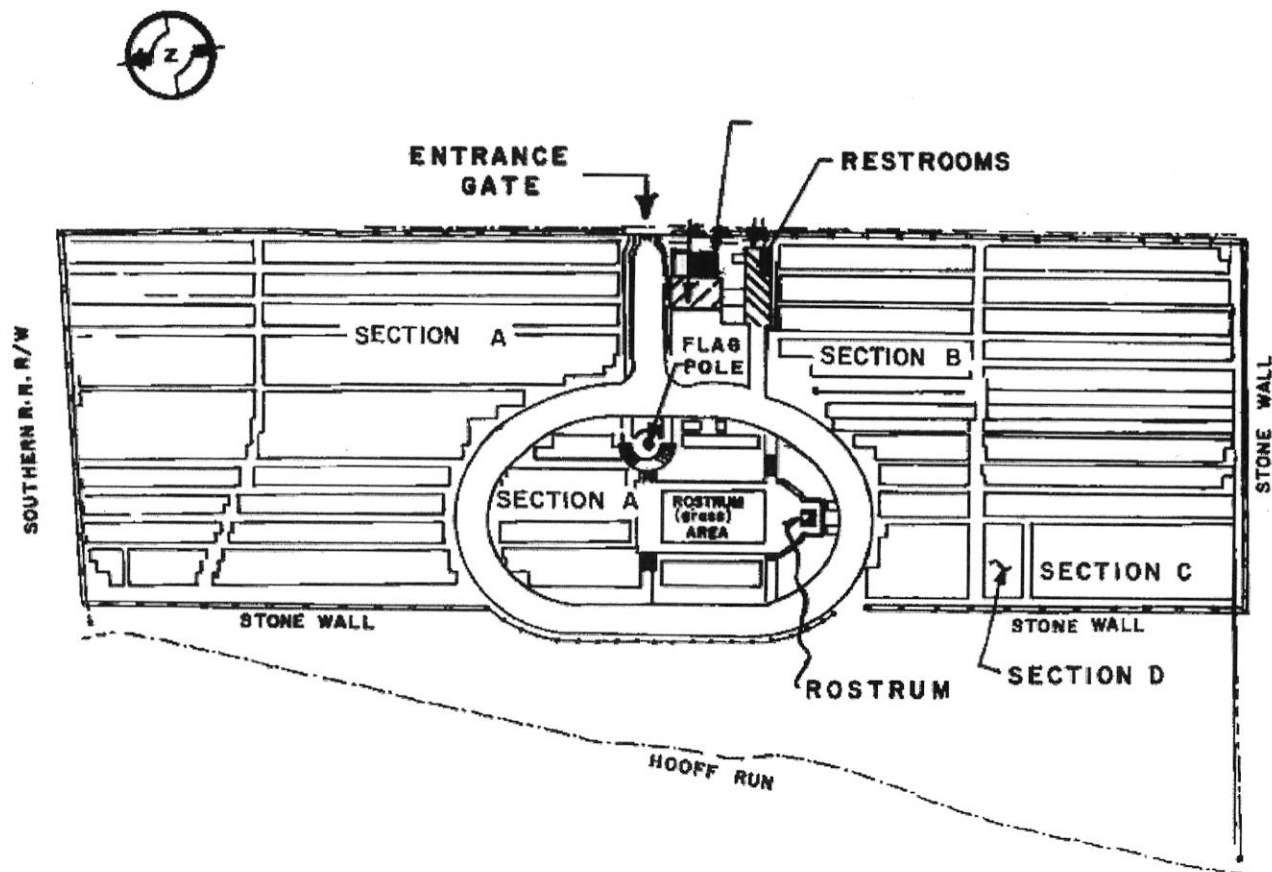 Z
ENTRANCE
GATE
RESTROOMS
SECTION A
FLAG
POLE
SECTION B
SOUTHERN R.R. R/W
STONE WALL
SECTION A
ROSTRUM
(grass)
AREA
SECTION C
STONE WALL
STONE WALL
SECTION D
ROSTRUM
HOOFF RUN